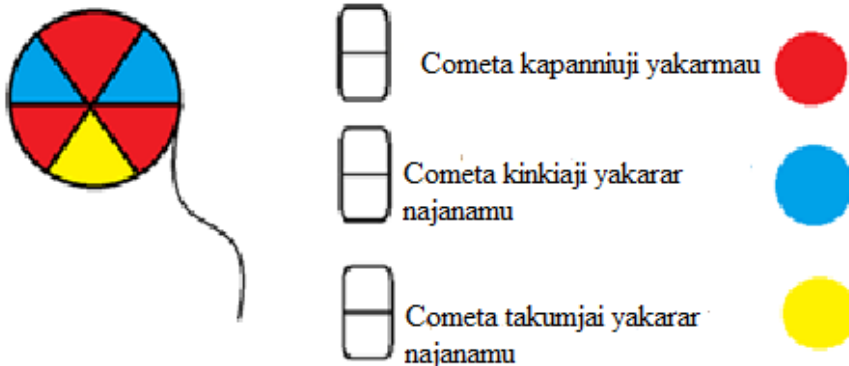 Cometa kapanniuji yakarmau
Cometa kinkiaji yakarar
najanamu
Cometa takumjai yakarar
najanamu